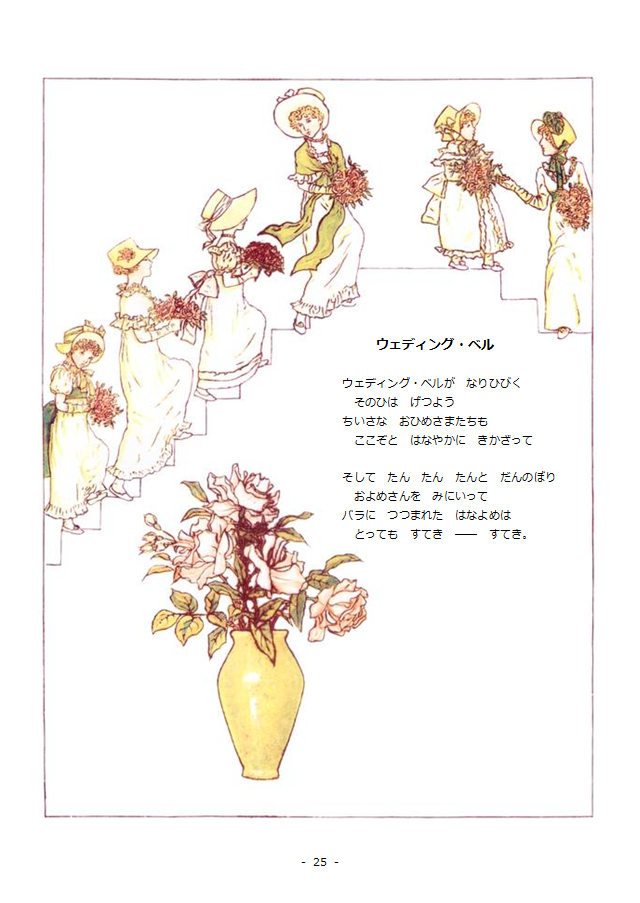 ウェディング・ベル
ウェディング・ベルが　なりひびく
　そのひは　げつよう
ちいさな　おひめさまたちも
　ここぞと　はなやかに　きかざって
そして　たん　たん　たんと　だんのぼり
　およめさんを　みにいって
バラに　つつまれた　はなよめは
　とっても　すてき　――　すてき。
- 25 -